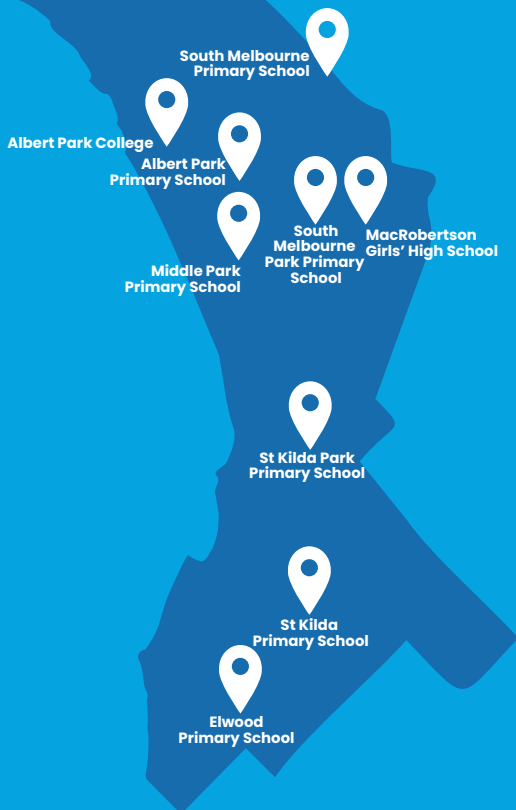 South Melbourne
Primary School
Albert Park College
Albert Park
Primary School
South
Melbourne
Park Primary
School
MacRobertson
Girls’ High School
Middle Park
Primary School
St Kilda Park
Primary School
St Kilda
Primary School
Elwood
Primary School